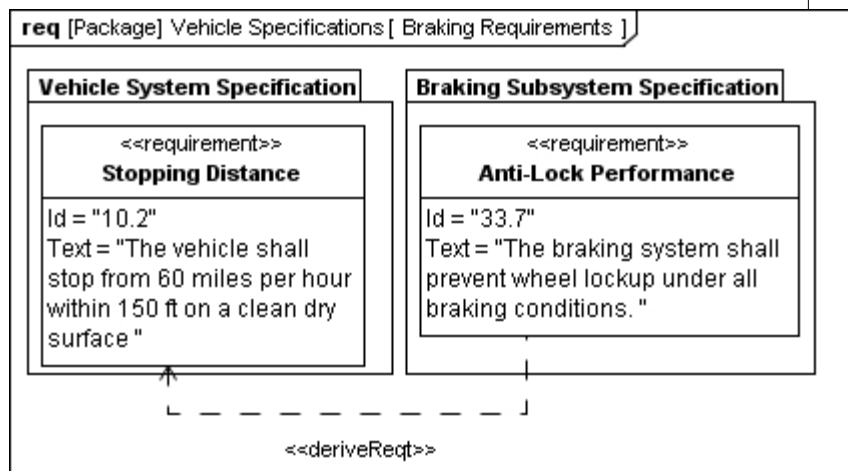 req [Package] Vehicle Specifications [ Braking Requirements ]
Vehicle System Specification
<<requirement>>
Stopping Distance
Id = "10.2"
Text = "The vehicle shall
stop from 60 miles per hour
within 150 ft on a clean dry
surface "
Braking Subsystem Specification
<<requirement>>
Anti-Lock Performance
Id = "33.7"
Text = "The braking system shall
prevent wheel lockup under all
braking conditions. "
<<deriveReqt>>